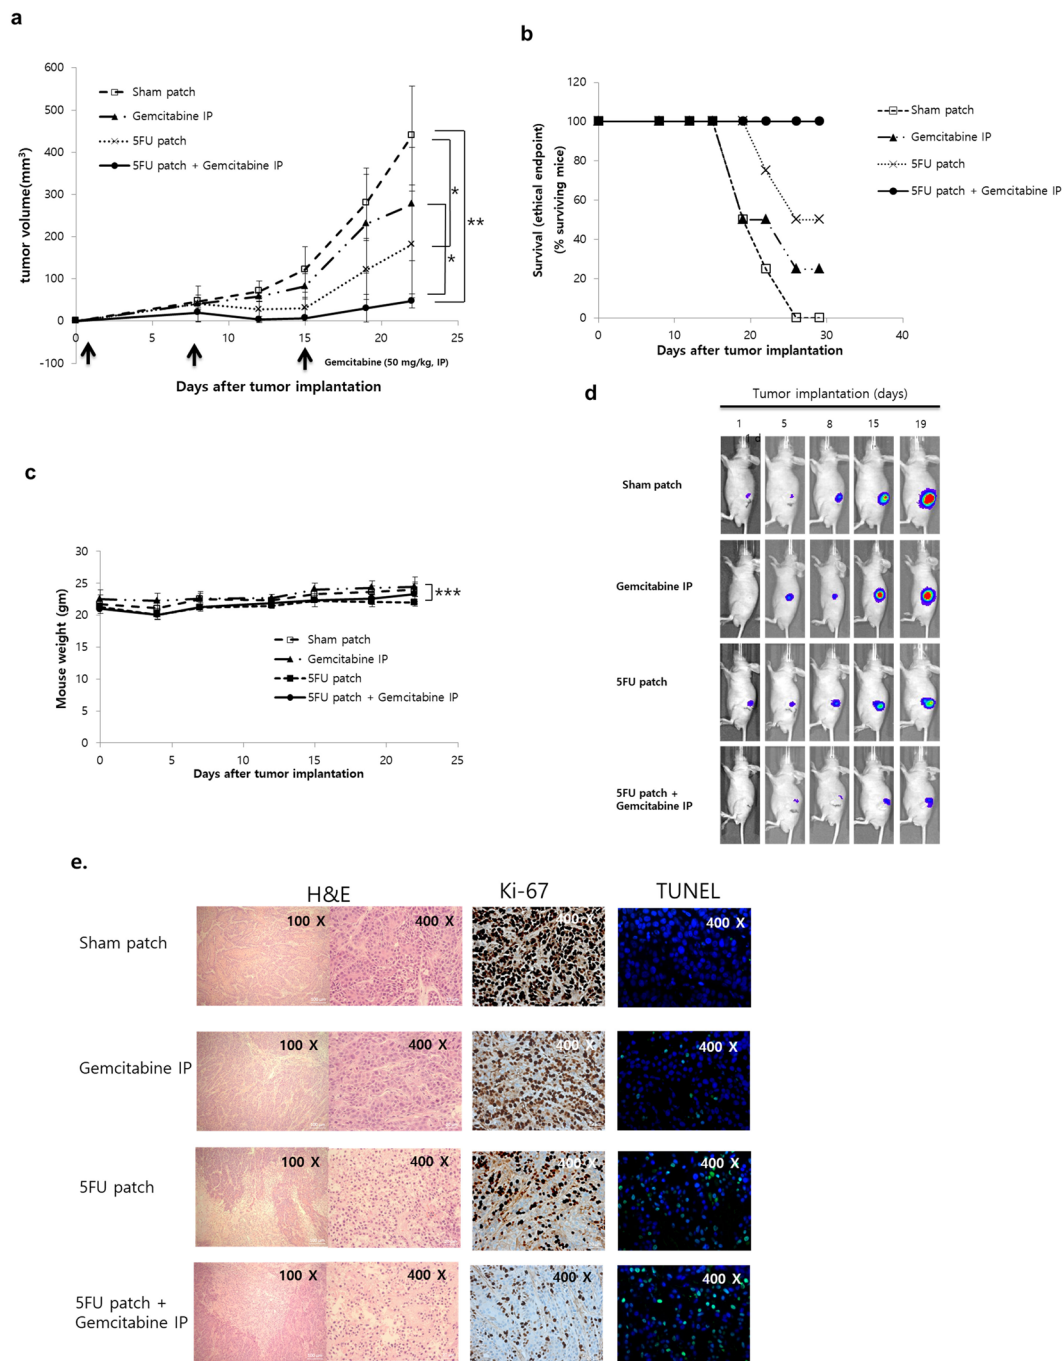 a
600
500
400
300
200
100
0
-100
tumor volume(mm³)
Sham patch
Gemcitabine IP
5FU patch
5FU patch + Gemcitabine IP
*
*
**
0 5 10 15 20 25
Gemcitabine (50 mg/kg, IP)
Days after tumor implantation
b
120
100
80
60
40
20
0
Survival (ethical endpoint)
(% surviving mice)
Sham patch
Gemcitabine IP
5FU patch
5FU patch + Gemcitabine IP
0 10 20 30 40
Days after tumor implantation
c
30
25
20
15
10
5
0
Mouse weight (gm)
***
Sham patch
Gemcitabine IP
5FU patch
5FU patch + Gemcitabine IP
0 5 10 15 20 25
Days after tumor implantation
d
Tumor implantation (days)
1 5 8 15 19
Sham patch
Gemcitabine IP
5FU patch
5FU patch +
Gemcitabine IP
e.
H&E Ki-67 TUNEL
Sham patch
100 X 400 X 400 X 400 X
Gemcitabine IP
100 X 400 X 400 X 400 X
5FU patch
100 X 400 X 400 X 400 X
5FU patch +
Gemcitabine IP
100 X 400 X 400 X 400 X